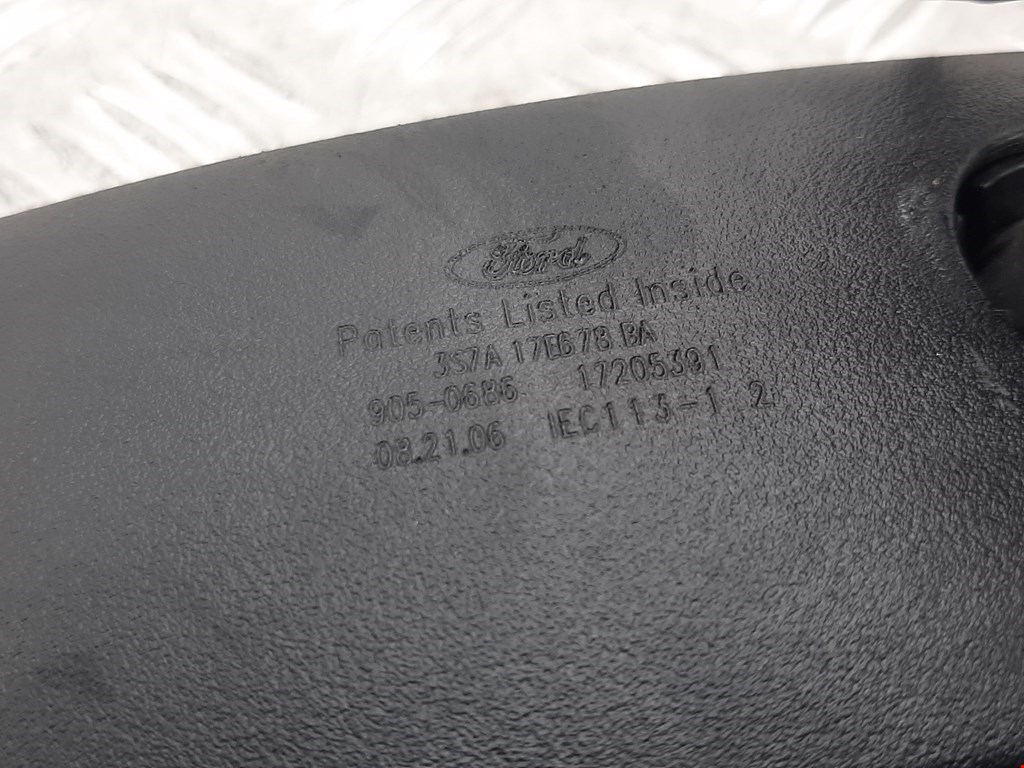 Ford
Patents Listed Inside
3S7A 17E678 BA
905-0686 17205391
08.21.06 IEC113-1 2